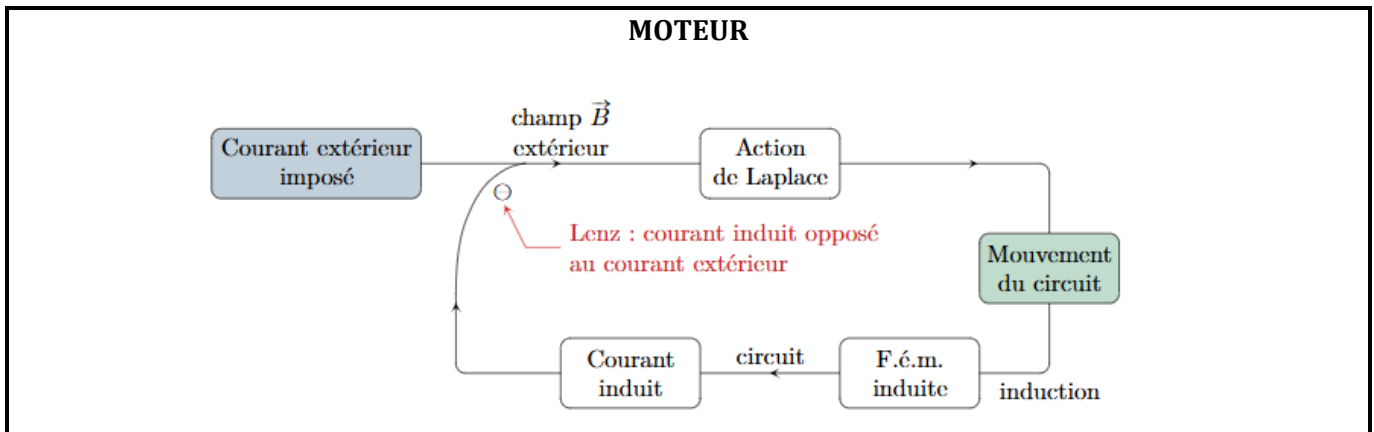 MOTEUR
champ B⃗
extérieur
Courant extérieur
imposé
Action
de Laplace
⊖
Lenz : courant induit opposé
au courant extérieur
Mouvement
du circuit
Courant
induit
circuit
F.é.m.
induite
induction